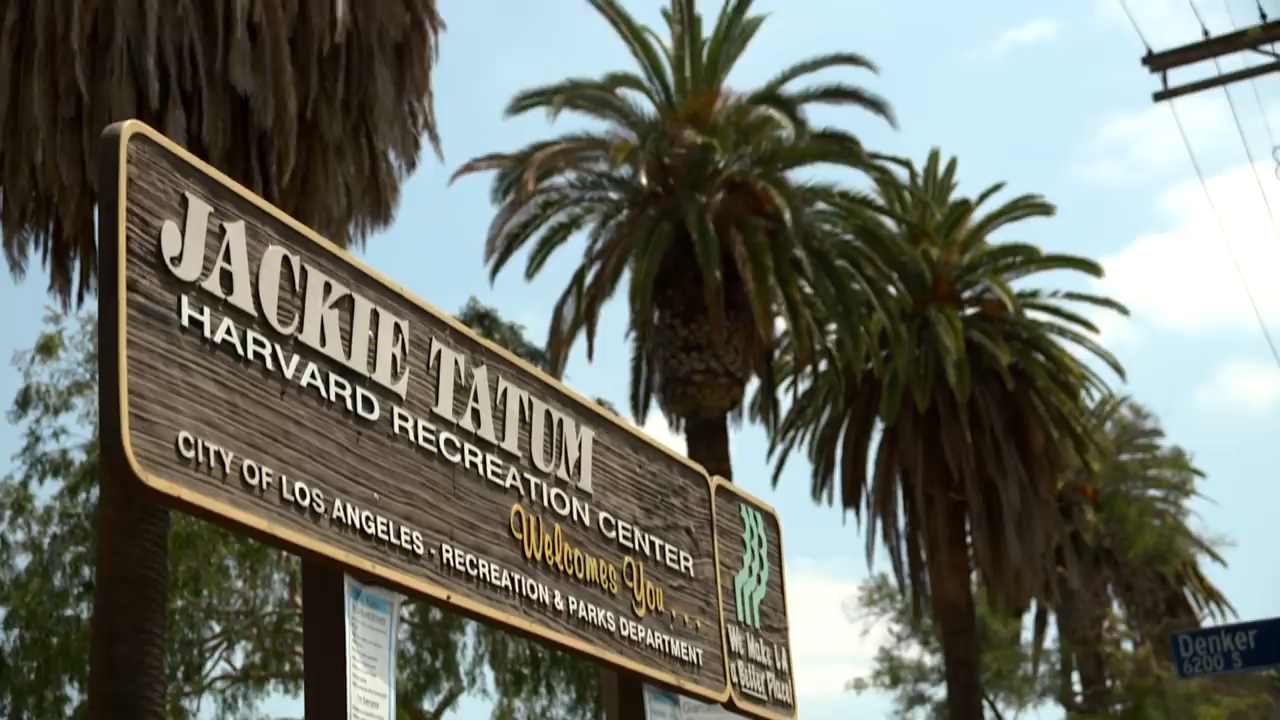 JACKIE TATUM
HARVARD RECREATION CENTER
Welcomes You...
CITY OF LOS ANGELES - RECREATION & PARKS DEPARTMENT
We Make L.A.
a Better Place!
Denker
6200 S